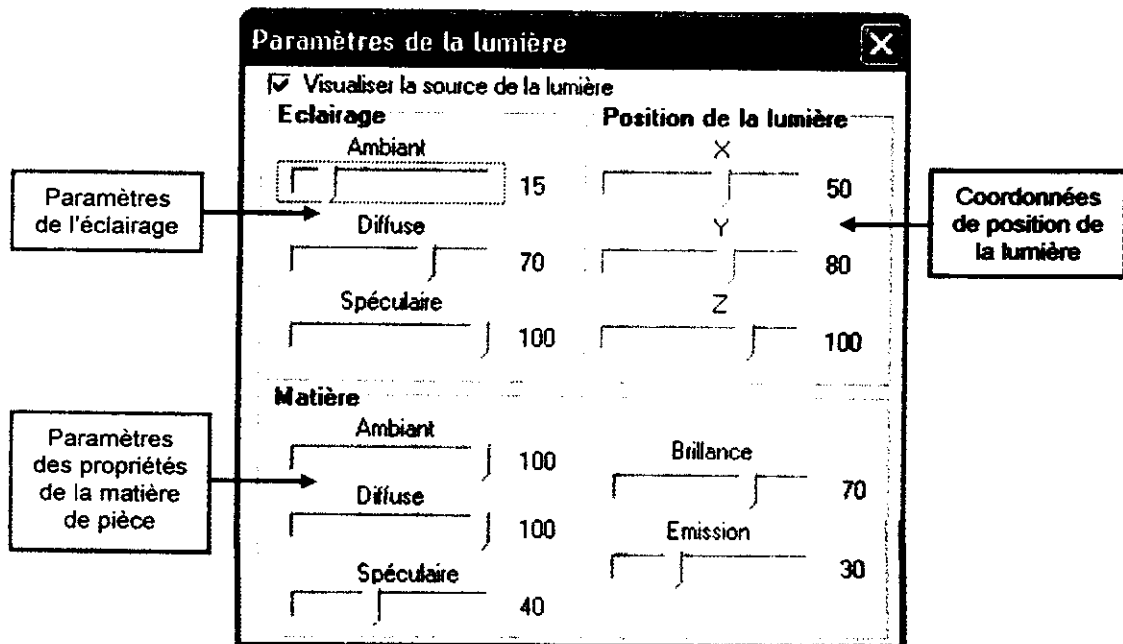 Paramètres de la lumière
Visualiser la source de la lumière
Eclairage
Ambiant
15
Diffuse
70
Spéculaire
100
Position de la lumière
X
50
Y
80
Z
100
Paramètres
de l'éclairage
Coordonnées
de position de
la lumière
Matière
Ambiant
100
Diffuse
100
Spéculaire
40
Brillance
70
Emission
30
Paramètres
des propriétés
de la matière
de pièce